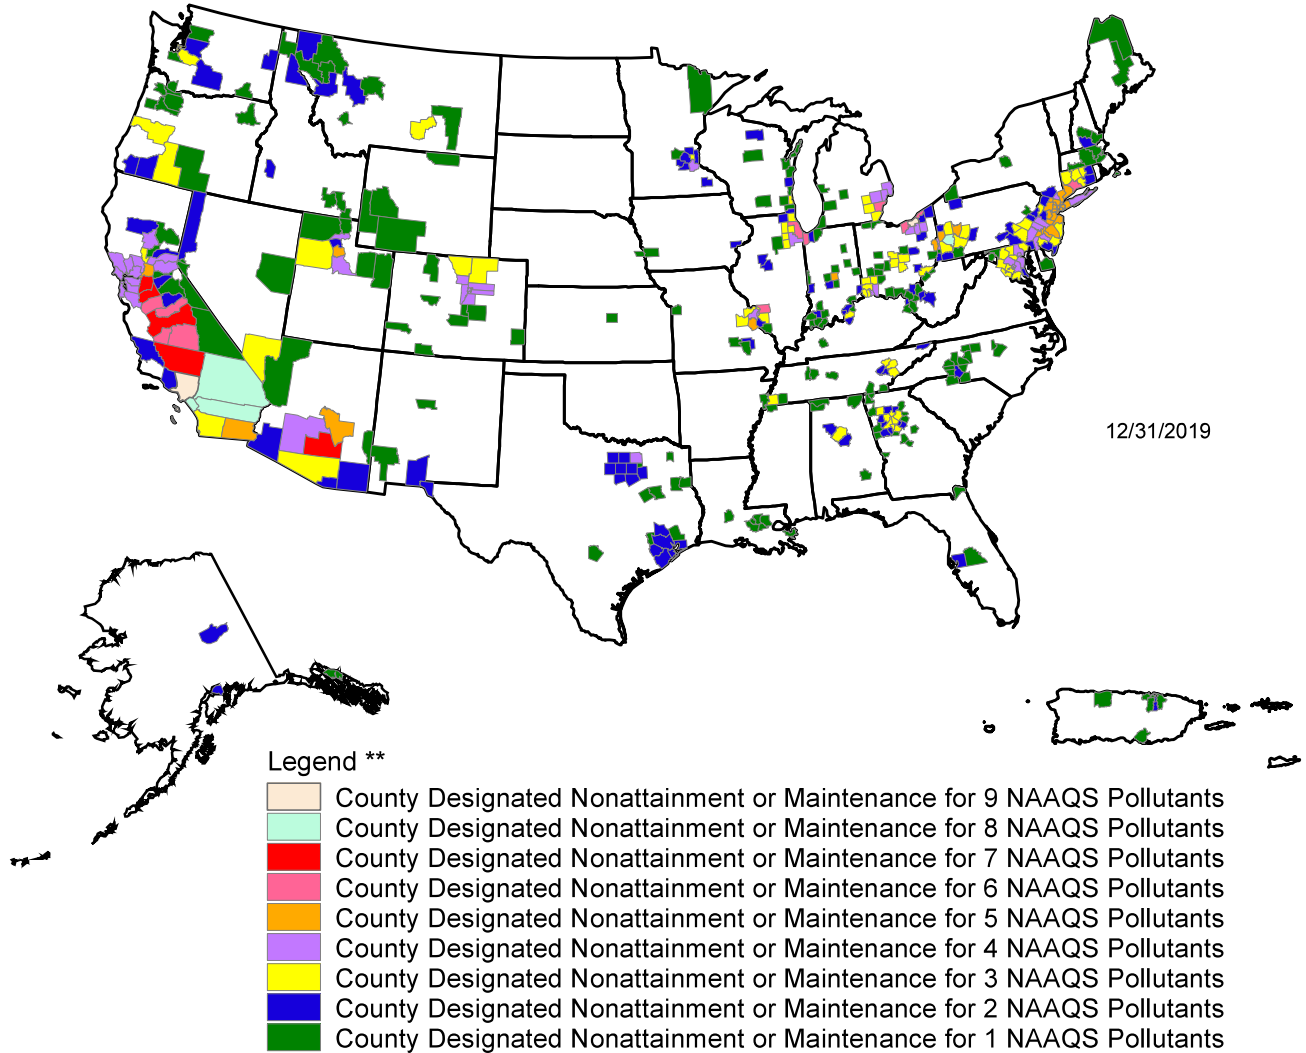 12/31/2019
Legend **
County Designated Nonattainment or Maintenance for 9 NAAQS Pollutants
County Designated Nonattainment or Maintenance for 8 NAAQS Pollutants
County Designated Nonattainment or Maintenance for 7 NAAQS Pollutants
County Designated Nonattainment or Maintenance for 6 NAAQS Pollutants
County Designated Nonattainment or Maintenance for 5 NAAQS Pollutants
County Designated Nonattainment or Maintenance for 4 NAAQS Pollutants
County Designated Nonattainment or Maintenance for 3 NAAQS Pollutants
County Designated Nonattainment or Maintenance for 2 NAAQS Pollutants
County Designated Nonattainment or Maintenance for 1 NAAQS Pollutants